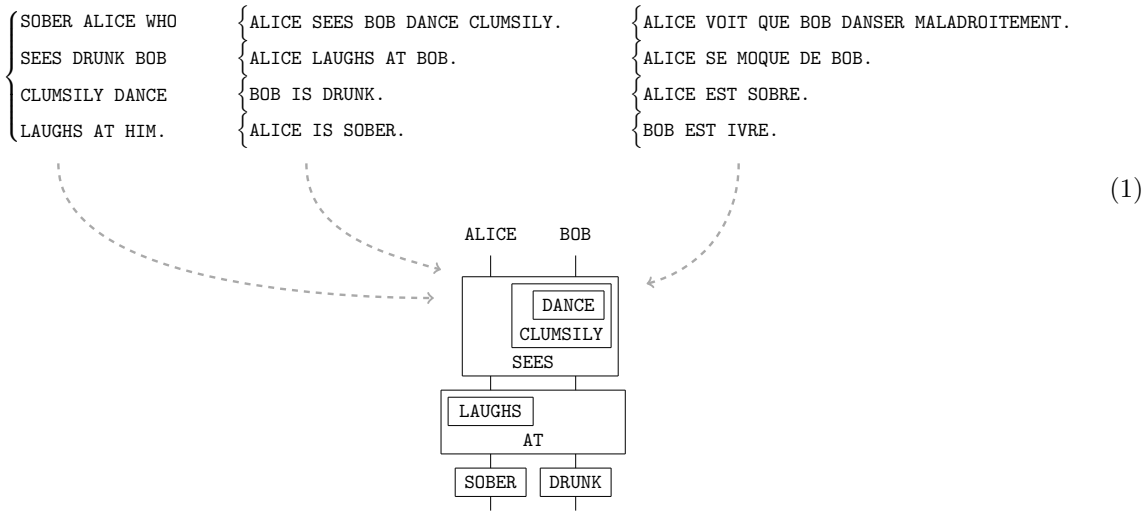 SOBER ALICE WHO
SEES DRUNK BOB
CLUMSILY DANCE
LAUGHS AT HIM.
ALICE SEES BOB DANCE CLUMSILY.
ALICE LAUGHS AT BOB.
BOB IS DRUNK.
ALICE IS SOBER.
ALICE VOIT QUE BOB DANSER MALADROITEMENT.
ALICE SE MOQUE DE BOB.
ALICE EST SOBRE.
BOB EST IVRE.
(1)
ALICE BOB
DANCE
CLUMSILY
SEES
LAUGHS
AT
SOBER DRUNK